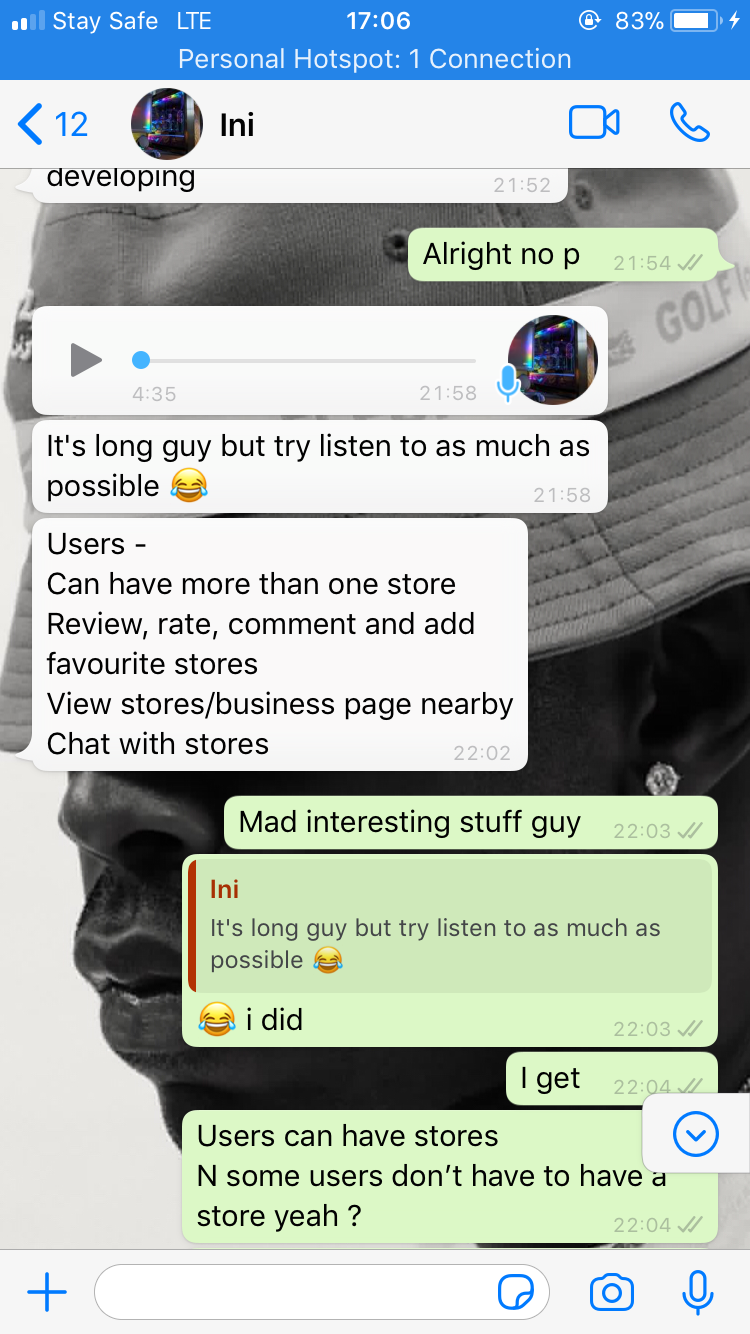 Stay Safe LTE 17:06 83%
Personal Hotspot: 1 Connection
12 Ini
developing
21:52
Alright no p 21:54
GOLF
4:35 21:58
It's long guy but try listen to as much as
possible 😂 21:58
Users -
Can have more than one store
Review, rate, comment and add
favourite stores
View stores/business page nearby
Chat with stores 22:02
Mad interesting stuff guy 22:03
Ini
It's long guy but try listen to as much as
possible 😂
😂 i did 22:03
I get 22:04
Users can have stores
N some users don’t have to have a
store yeah ? 22:04